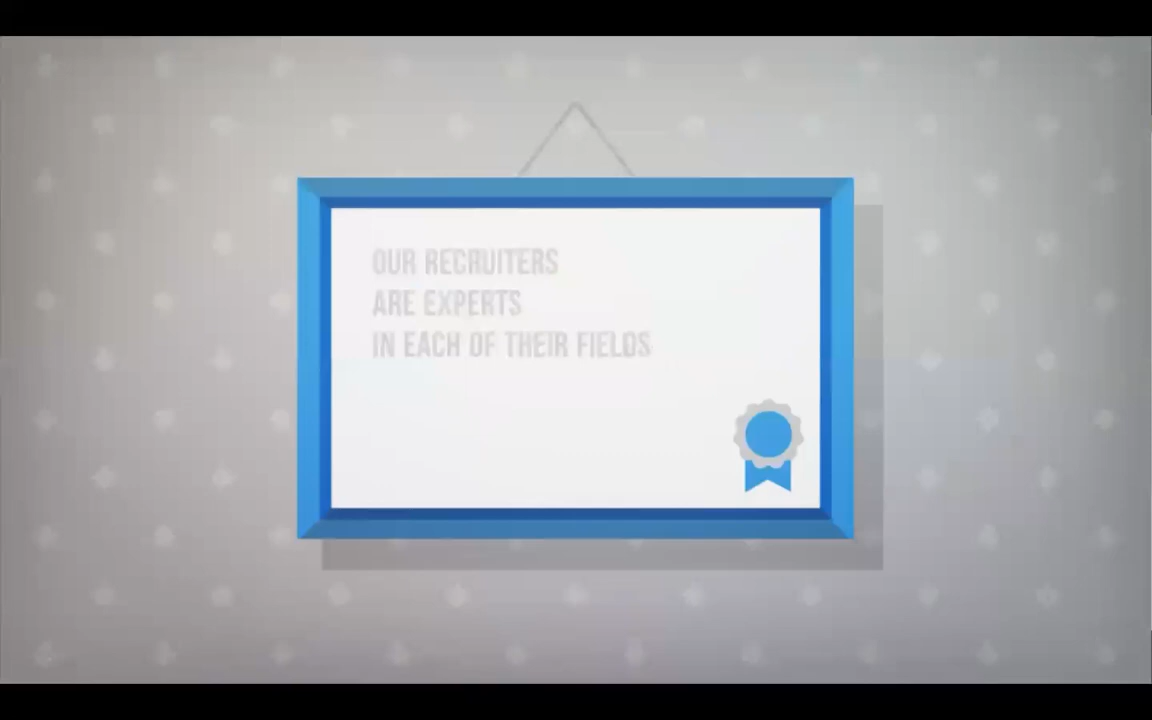 OUR RECRUITERS
ARE EXPERTS
IN EACH OF THEIR FIELDS